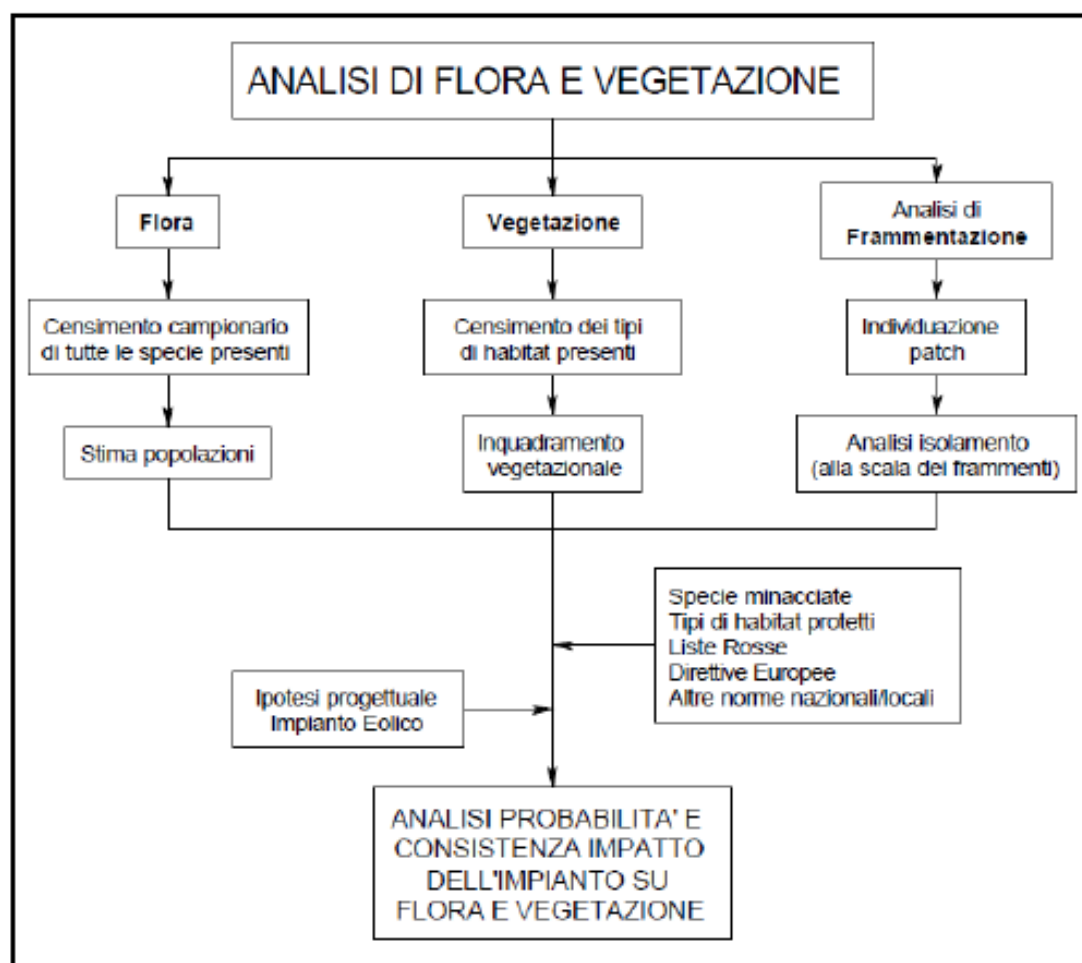 ANALISI DI FLORA E VEGETAZIONE
Flora
Vegetazione
Analisi di
Frammentazione
Censimento campionario
di tutte le specie presenti
Censimento dei tipi
di habitat presenti
Individuazione
patch
Stima popolazioni
Inquadramento
vegetazionale
Analisi isolamento
(alla scala dei frammenti)
Specie minacciate
Tipi di habitat protetti
Liste Rosse
Direttive Europee
Altre norme nazionali/locali
Ipotesi progettuale
Impianto Eolico
ANALISI PROBABILITA' E
CONSISTENZA IMPATTO
DELL'IMPIANTO SU
FLORA E VEGETAZIONE